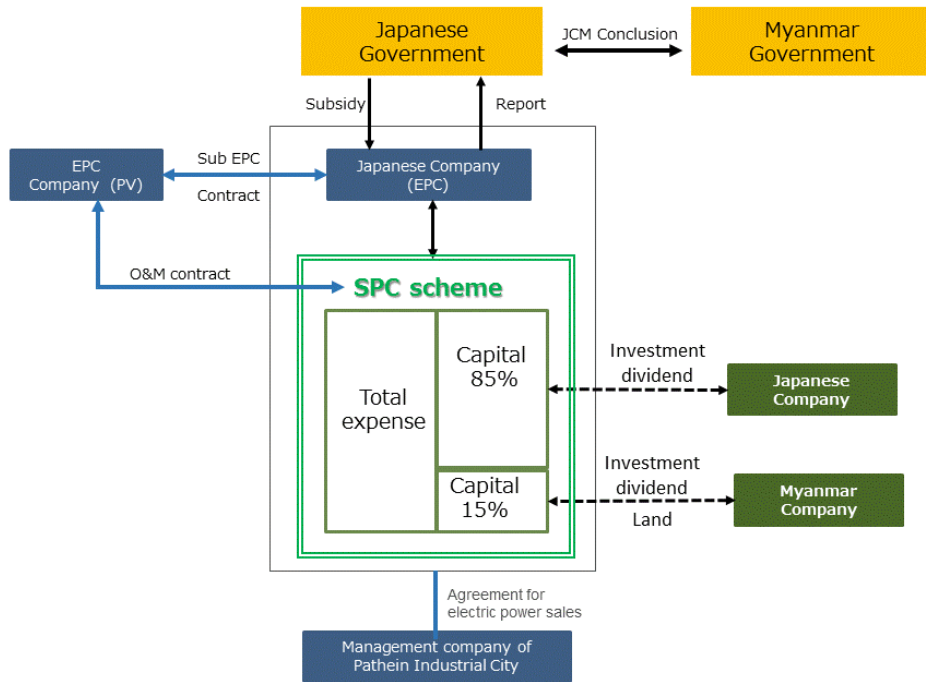 Japanese
Government
JCM Conclusion
Myanmar
Government
Subsidy
Report
EPC
Company (PV)
Sub EPC
Contract
Japanese Company
(EPC)
O&M contract
SPC scheme
Total
expense
Capital
85%
Investment
dividend
Japanese
Company
Capital
15%
Investment
dividend
Land
Myanmar
Company
Agreement for
electric power sales
Management company of
Pathein Industrial City